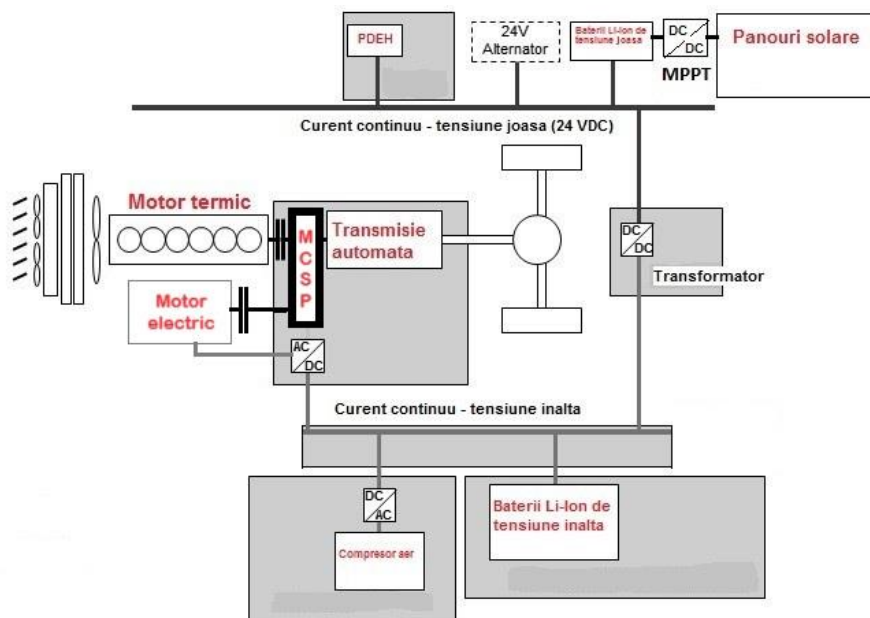 PDEH
24V
Alternator
Baterii Li-Ion de
tensiune joasa
DC
DC
MPPT
Panouri solare
Curent continuu - tensiune joasa (24 VDC)
Motor termic
MCSP
Transmisie
automata
DC
DC
Transformator
Motor
electric
AC
DC
Curent continuu - tensiune inalta
DC
AC
Compresor aer
Baterii Li-Ion de
tensiune inalta